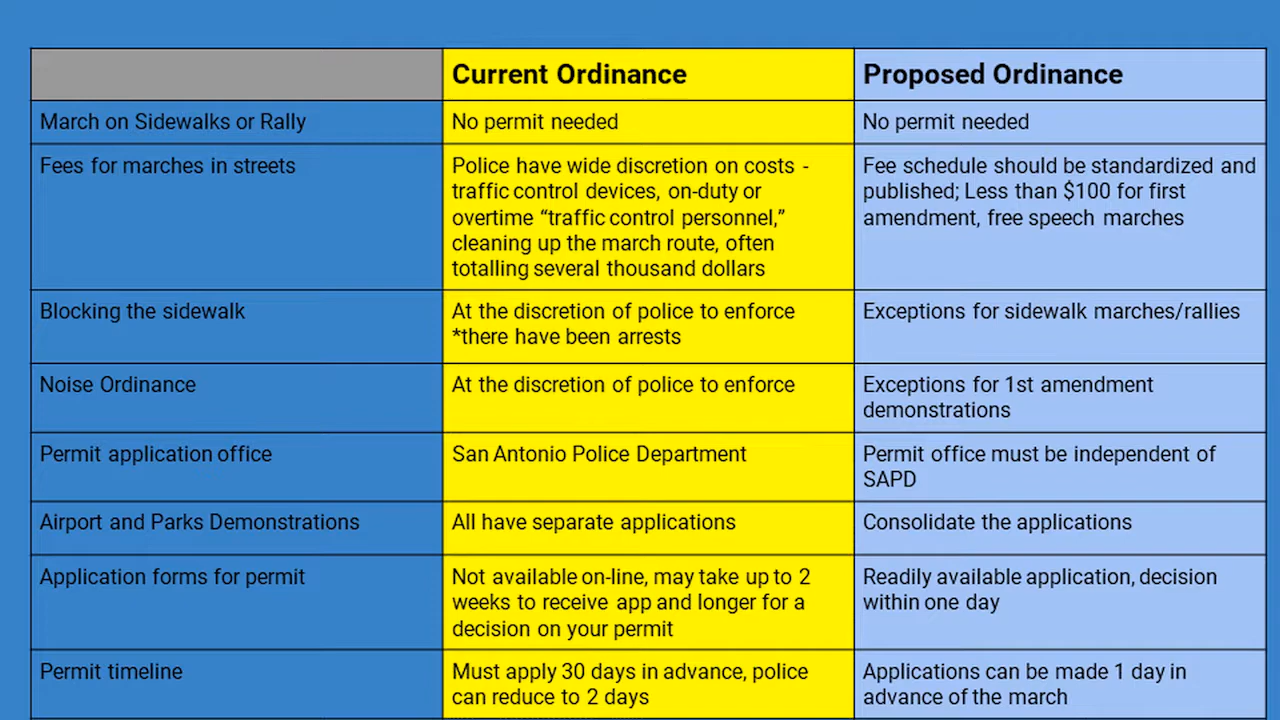 Current Ordinance
Proposed Ordinance
March on Sidewalks or Rally
No permit needed
No permit needed
Fees for marches in streets
Police have wide discretion on costs -
traffic control devices, on-duty or
overtime “traffic control personnel,”
cleaning up the march route, often
totalling several thousand dollars
Fee schedule should be standardized and
published; Less than $100 for first
amendment, free speech marches
Blocking the sidewalk
At the discretion of police to enforce
*there have been arrests
Exceptions for sidewalk marches/rallies
Noise Ordinance
At the discretion of police to enforce
Exceptions for 1st amendment
demonstrations
Permit application office
San Antonio Police Department
Permit office must be independent of
SAPD
Airport and Parks Demonstrations
All have separate applications
Consolidate the applications
Application forms for permit
Not available on-line, may take up to 2
weeks to receive app and longer for a
decision on your permit
Readily available application, decision
within one day
Permit timeline
Must apply 30 days in advance, police
can reduce to 2 days
Applications can be made 1 day in
advance of the march